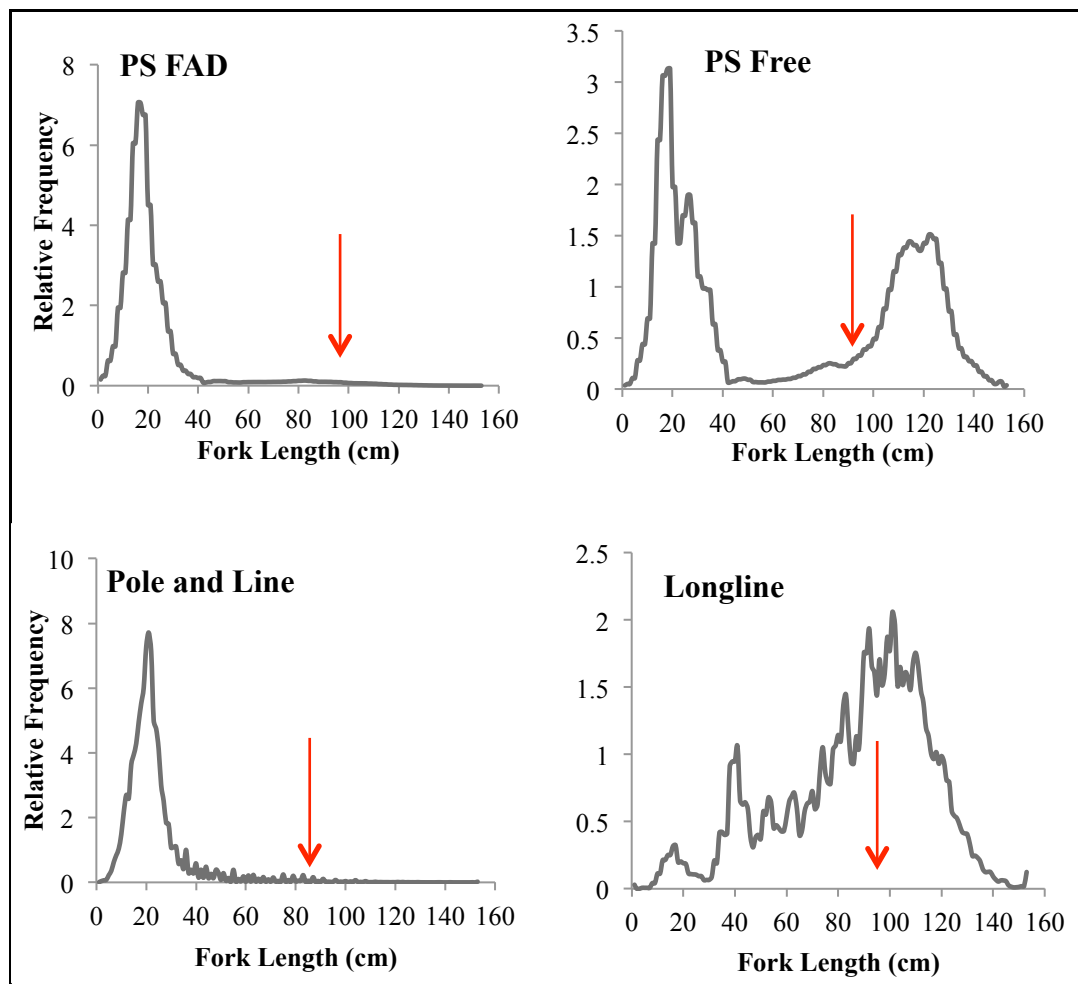 PS FAD
Relative Frequency
8
6
4
2
0
0 20 40 60 80 100 120 140 160
Fork Length (cm)
PS Free
3.5
3
2.5
2
1.5
1
0.5
0
0 20 40 60 80 100 120 140 160
Fork Length (cm)
Pole and Line
Relative Frequency
10
8
6
4
2
0
0 20 40 60 80 100 120 140 160
Fork Length (cm)
Longline
2.5
2
1.5
1
0.5
0
0 20 40 60 80 100 120 140 160
Fork Length (cm)